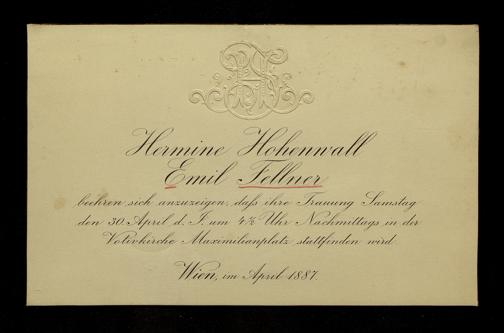 Hermine Hohenwall
Emil Fellner
beehren sich anzuzeigen, daß ihre Trauung Samstag
den 30. April d. J. um 4½ Uhr Nachmittags in der
Votivkirche Maximilianplatz stattfinden wird.
Wien, im April 1887.